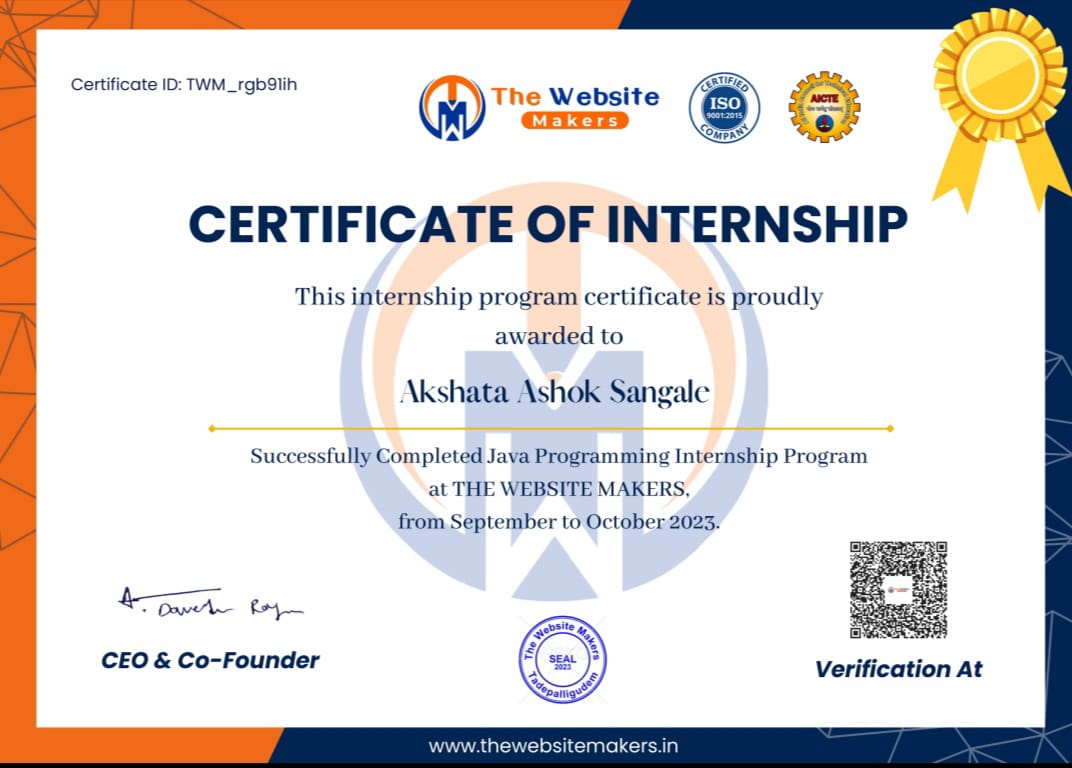 Certificate ID: TWM_rgb91ih
The Website
Makers
CERTIFIED
ISO
9001:2015
COMPANY
AICTE
CERTIFICATE OF INTERNSHIP
This internship program certificate is proudly
awarded to
Akshata Ashok Sangale
Successfully Completed Java Programming Internship Program
at THE WEBSITE MAKERS,
from September to October 2023.
CEO & Co-Founder
The Website Makers
SEAL
2023
Tadepalligudem
Verification At
www.thewebsitemakers.in